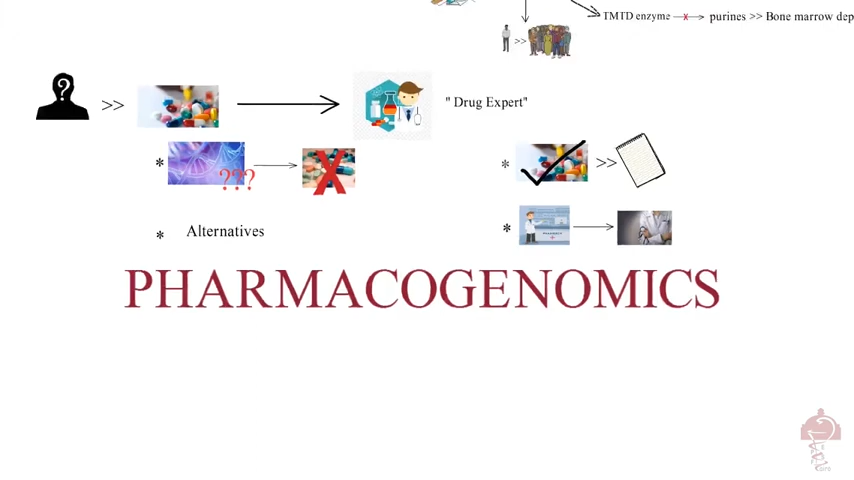 TMTD enzyme purines >> Bone marrow dep
>>
? >> " Drug Expert"
* ??? * >>
* Alternatives *
PHARMACOGENOMICS